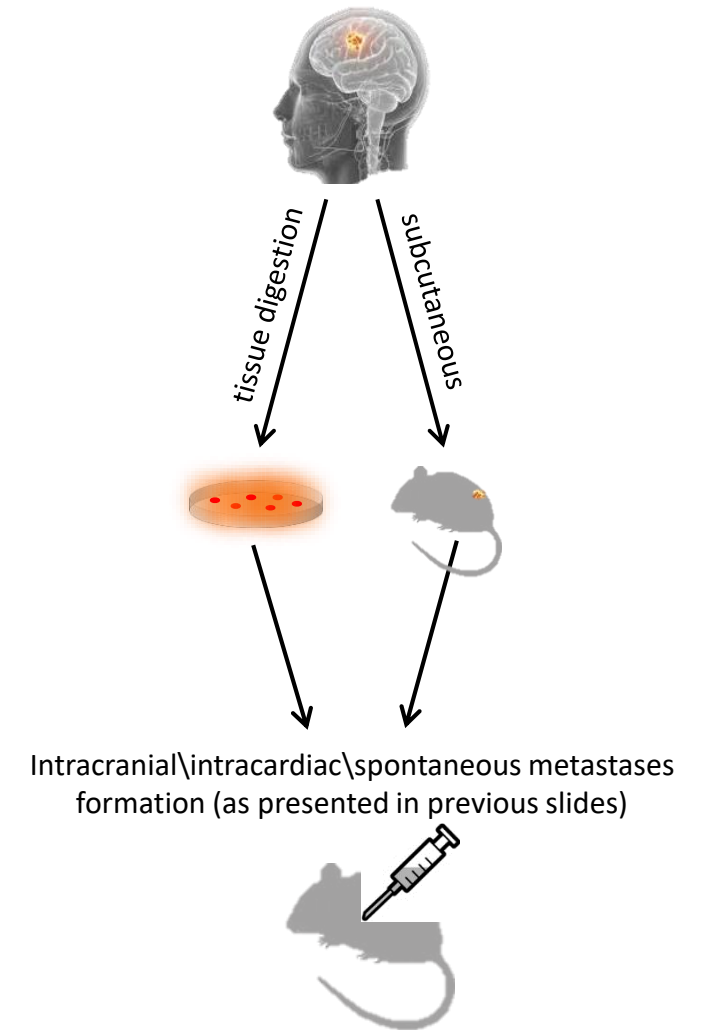 tissue digestion
subcutaneous
Intracranial\intracardiac\spontaneous metastases
formation (as presented in previous slides)